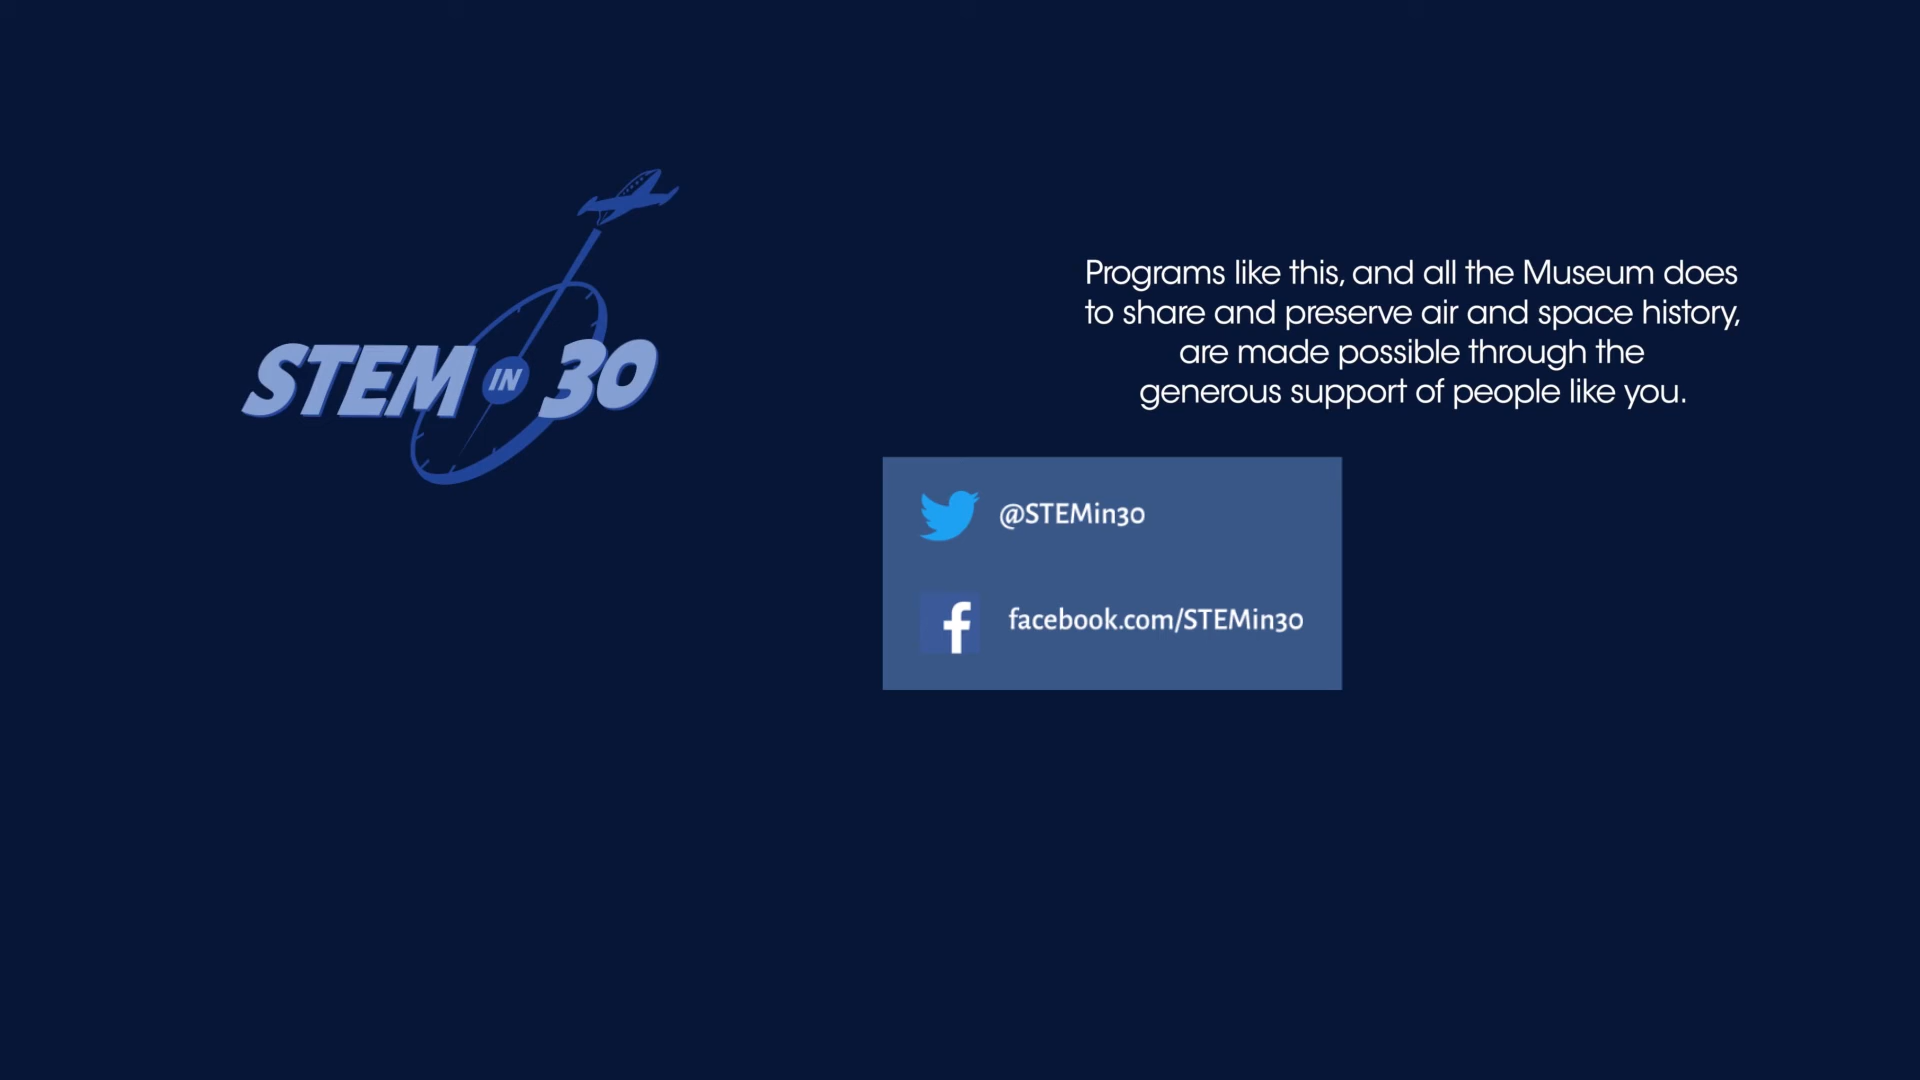 STEM IN 30
Programs like this, and all the Museum does
to share and preserve air and space history,
are made possible through the
generous support of people like you.
@STEMin30
facebook.com/STEMin30